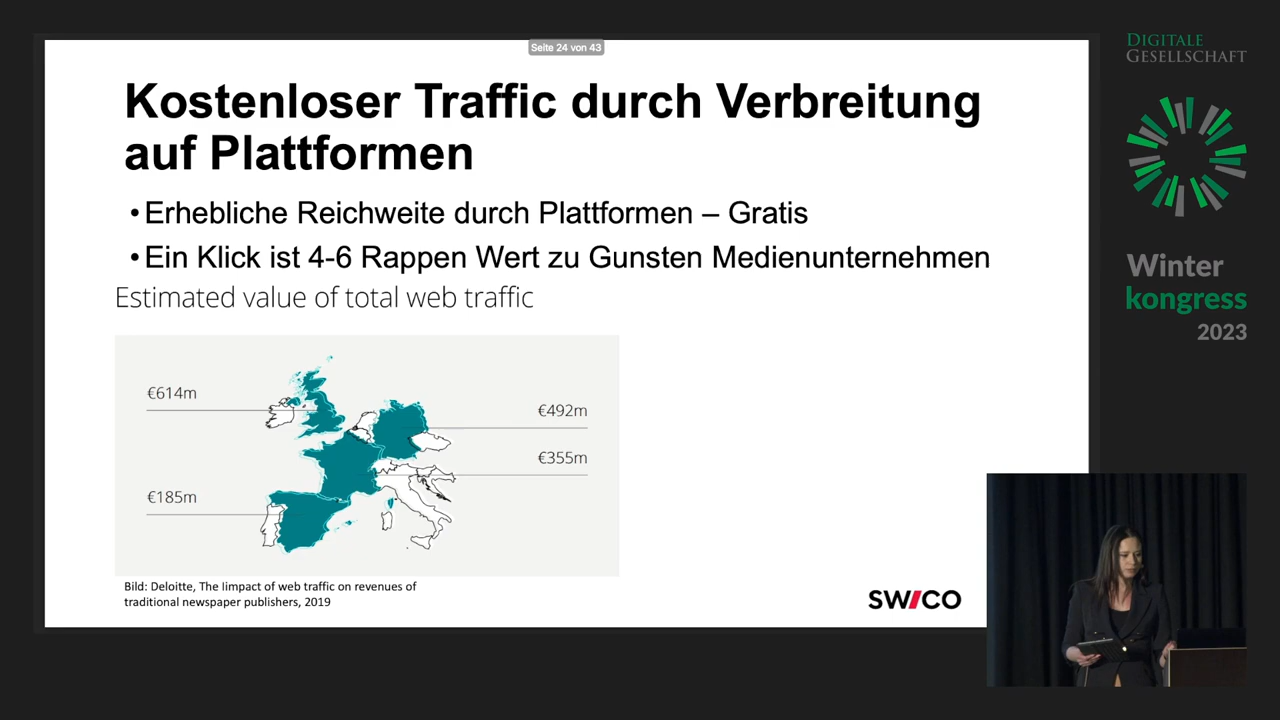 Seite 24 von 43
DIGITALE
GESELLSCHAFT
Kostenloser Traffic durch Verbreitung
auf Plattformen
•Erhebliche Reichweite durch Plattformen – Gratis
•Ein Klick ist 4-6 Rappen Wert zu Gunsten Medienunternehmen
Estimated value of total web traffic
Winter
kongress
2023
€614m
€492m
€355m
€185m
Bild: Deloitte, The Iimpact of web traffic on revenues of
traditional newspaper publishers, 2019
SWICO